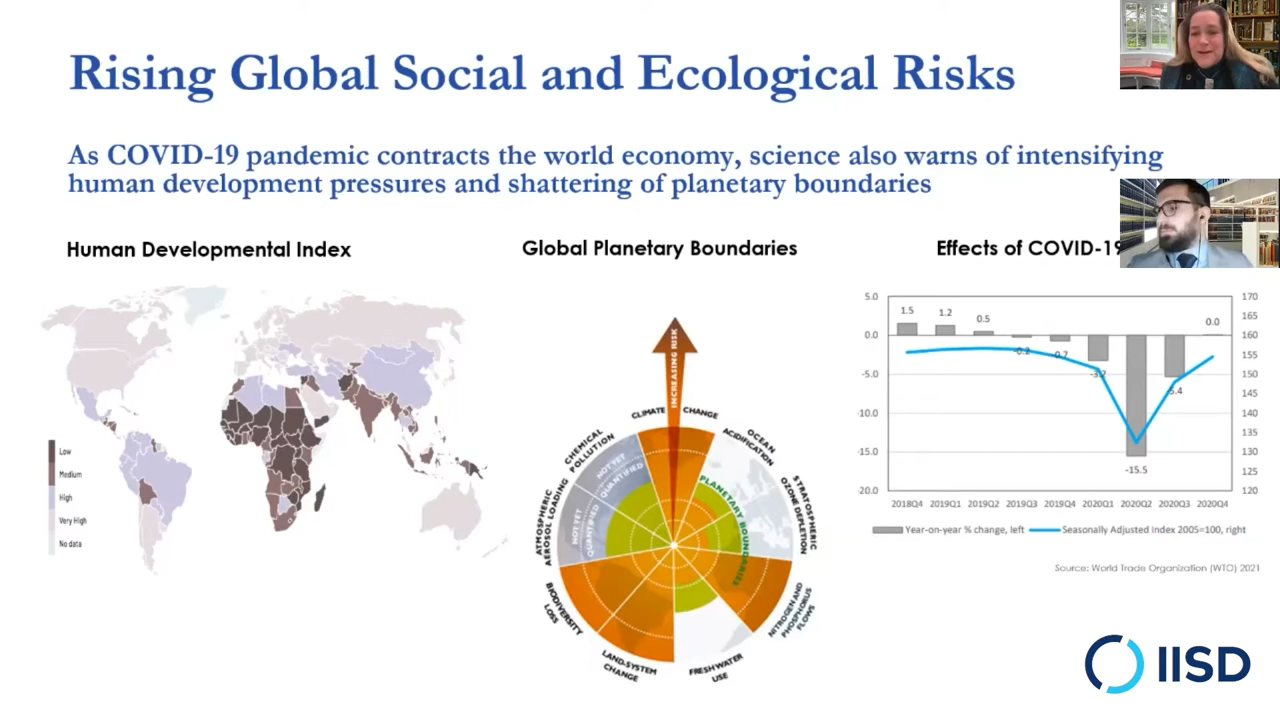 Rising Global Social and Ecological Risks
As COVID-19 pandemic contracts the world economy, science also warns of intensifying
human development pressures and shattering of planetary boundaries
Human Developmental Index
Low
Medium
High
Very High
No data
Global Planetary Boundaries
INCREASING RISK
CLIMATE CHANGE
OCEAN
ACIDIFICATION
STRATOSPHERIC
OZONE DEPLETION
NITROGEN AND
PHOSPHORUS
FLOWS
FRESHWATER
USE
LAND-SYSTEM
CHANGE
BIODIVERSITY
LOSS
ATMOSPHERIC
AEROSOL LOADING
CHEMICAL
POLLUTION
NOT YET
QUANTIFIED
NOT YET
QUANTIFIED
PLANETARY BOUNDARIES
Effects of COVID-19
5.0
0.0
-5.0
-10.0
-15.0
-20.0
1.5
1.2
0.5
-0.2
-0.7
-3.2
-15.5
-5.4
0.0
170
165
160
155
150
145
140
135
130
125
120
2018Q4 2019Q1 2019Q2 2019Q3 2019Q4 2020Q1 2020Q2 2020Q3 2020Q4
Year-on-year % change, left Seasonally Adjusted Index 2005=100, right
Source: World Trade Organization (WTO) 2021
IISD